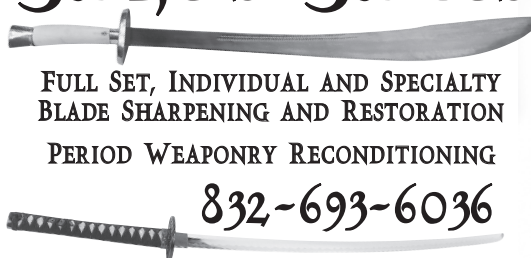 Full Set, Individual and Specialty
Blade Sharpening and Restoration
Period Weaponry Reconditioning
832-693-6036